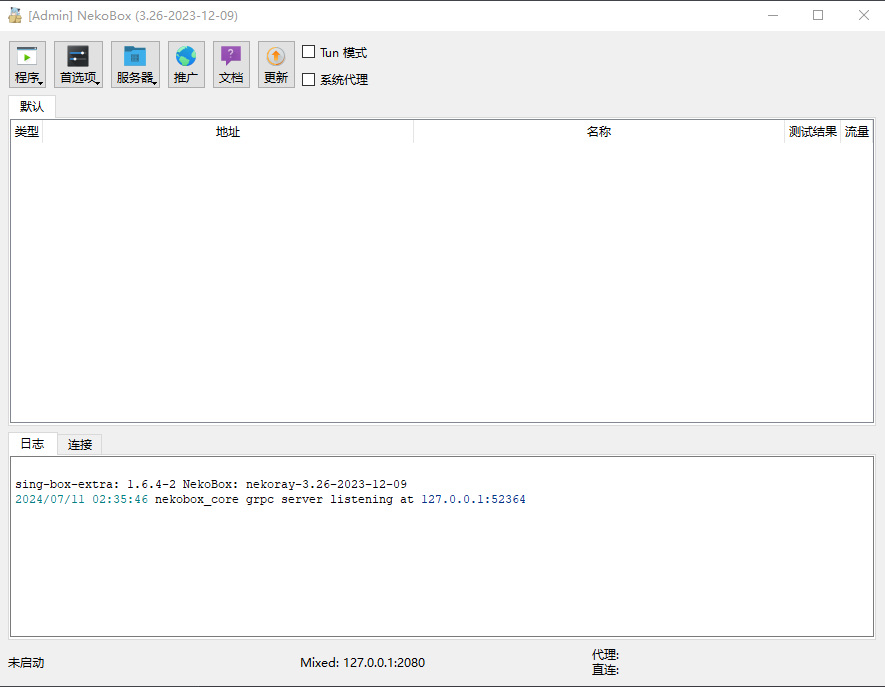 [Admin] NekoBox (3.26-2023-12-09)
程序 首选项 服务器 推广 文档 更新
Tun 模式
系统代理
默认
类型 地址 名称 测试结果 流量
日志 连接
sing-box-extra: 1.6.4-2 NekoBox: nekoray-3.26-2023-12-09
2024/07/11 02:35:46 nekobox_core grpc server listening at 127.0.0.1:52364
未启动 Mixed: 127.0.0.1:2080
代理:
直连: